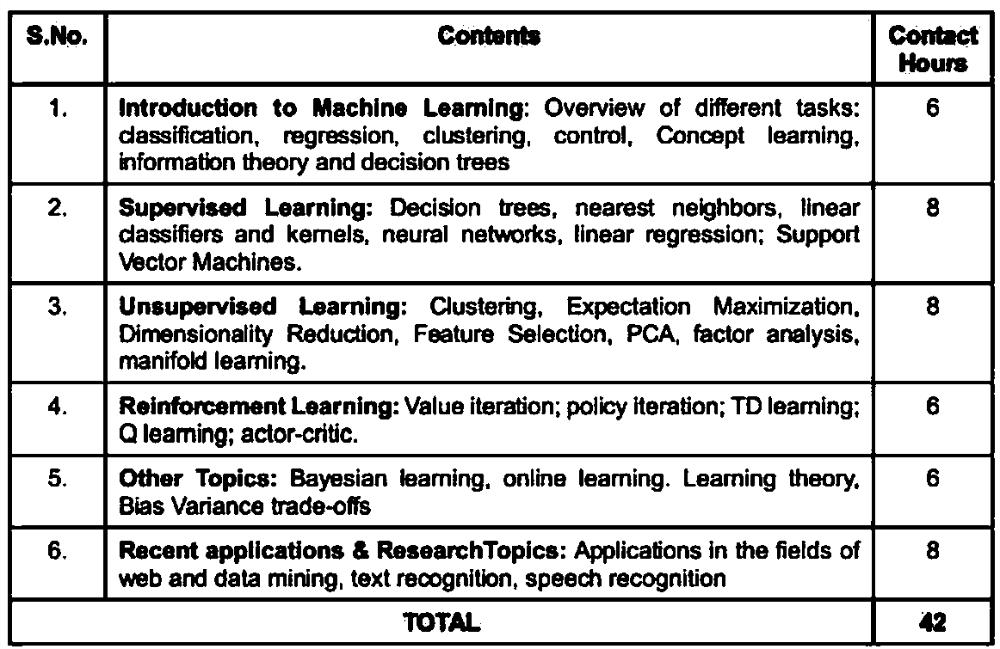 S.No. Contents Contact
Hours
1. Introduction to Machine Learning: Overview of different tasks: 6
classification, regression, clustering, control, Concept learning,
information theory and decision trees
2. Supervised Learning: Decision trees, nearest neighbors, linear 8
classifiers and kernels, neural networks, linear regression; Support
Vector Machines.
3. Unsupervised Learning: Clustering, Expectation Maximization, 8
Dimensionality Reduction, Feature Selection, PCA, factor analysis,
manifold learning.
4. Reinforcement Learning: Value iteration; policy iteration; TD learning; 6
Q learning; actor-critic.
5. Other Topics: Bayesian learning, online learning. Learning theory, 6
Bias Variance trade-offs
6. Recent applications & ResearchTopics: Applications in the fields of 8
web and data mining, text recognition, speech recognition
TOTAL 42